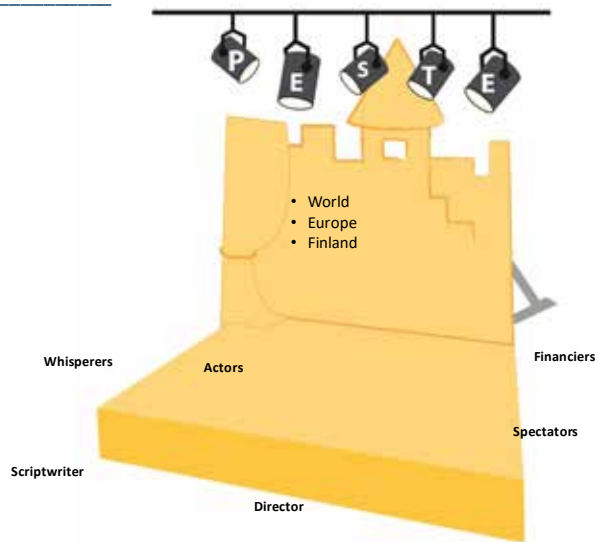 P E S T E
• World
• Europe
• Finland
Whisperers
Actors
Financiers
Spectators
Scriptwriter
Director